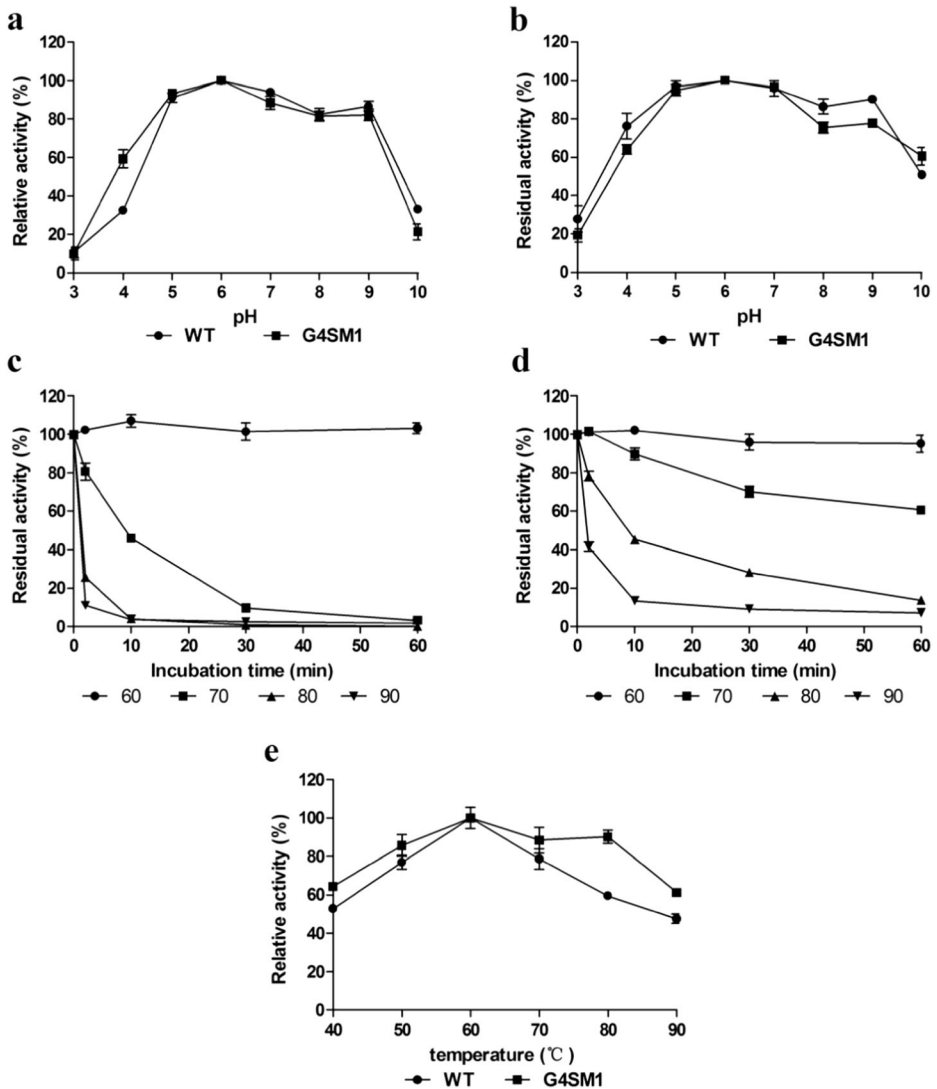 a
120
100
80
60
40
20
0
Relative activity (%)
3 4 5 6 7 8 9 10
pH
WT G4SM1
b
120
100
80
60
40
20
0
Residual activity (%)
3 4 5 6 7 8 9 10
pH
WT G4SM1
c
120
100
80
60
40
20
0
Residual activity (%)
0 10 20 30 40 50 60
Incubation time (min)
60 70 80 90
d
120
100
80
60
40
20
0
Residual activity (%)
0 10 20 30 40 50 60
Incubation time (min)
60 70 80 90
e
120
100
80
60
40
20
0
Relative activity (%)
40 50 60 70 80 90
temperature (℃)
WT G4SM1